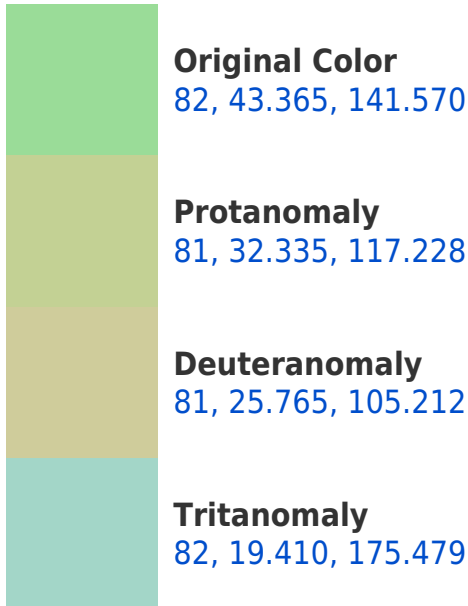 Original Color
82, 43.365, 141.570
Protanomaly
81, 32.335, 117.228
Deuteranomaly
81, 25.765, 105.212
Tritanomaly
82, 19.410, 175.479